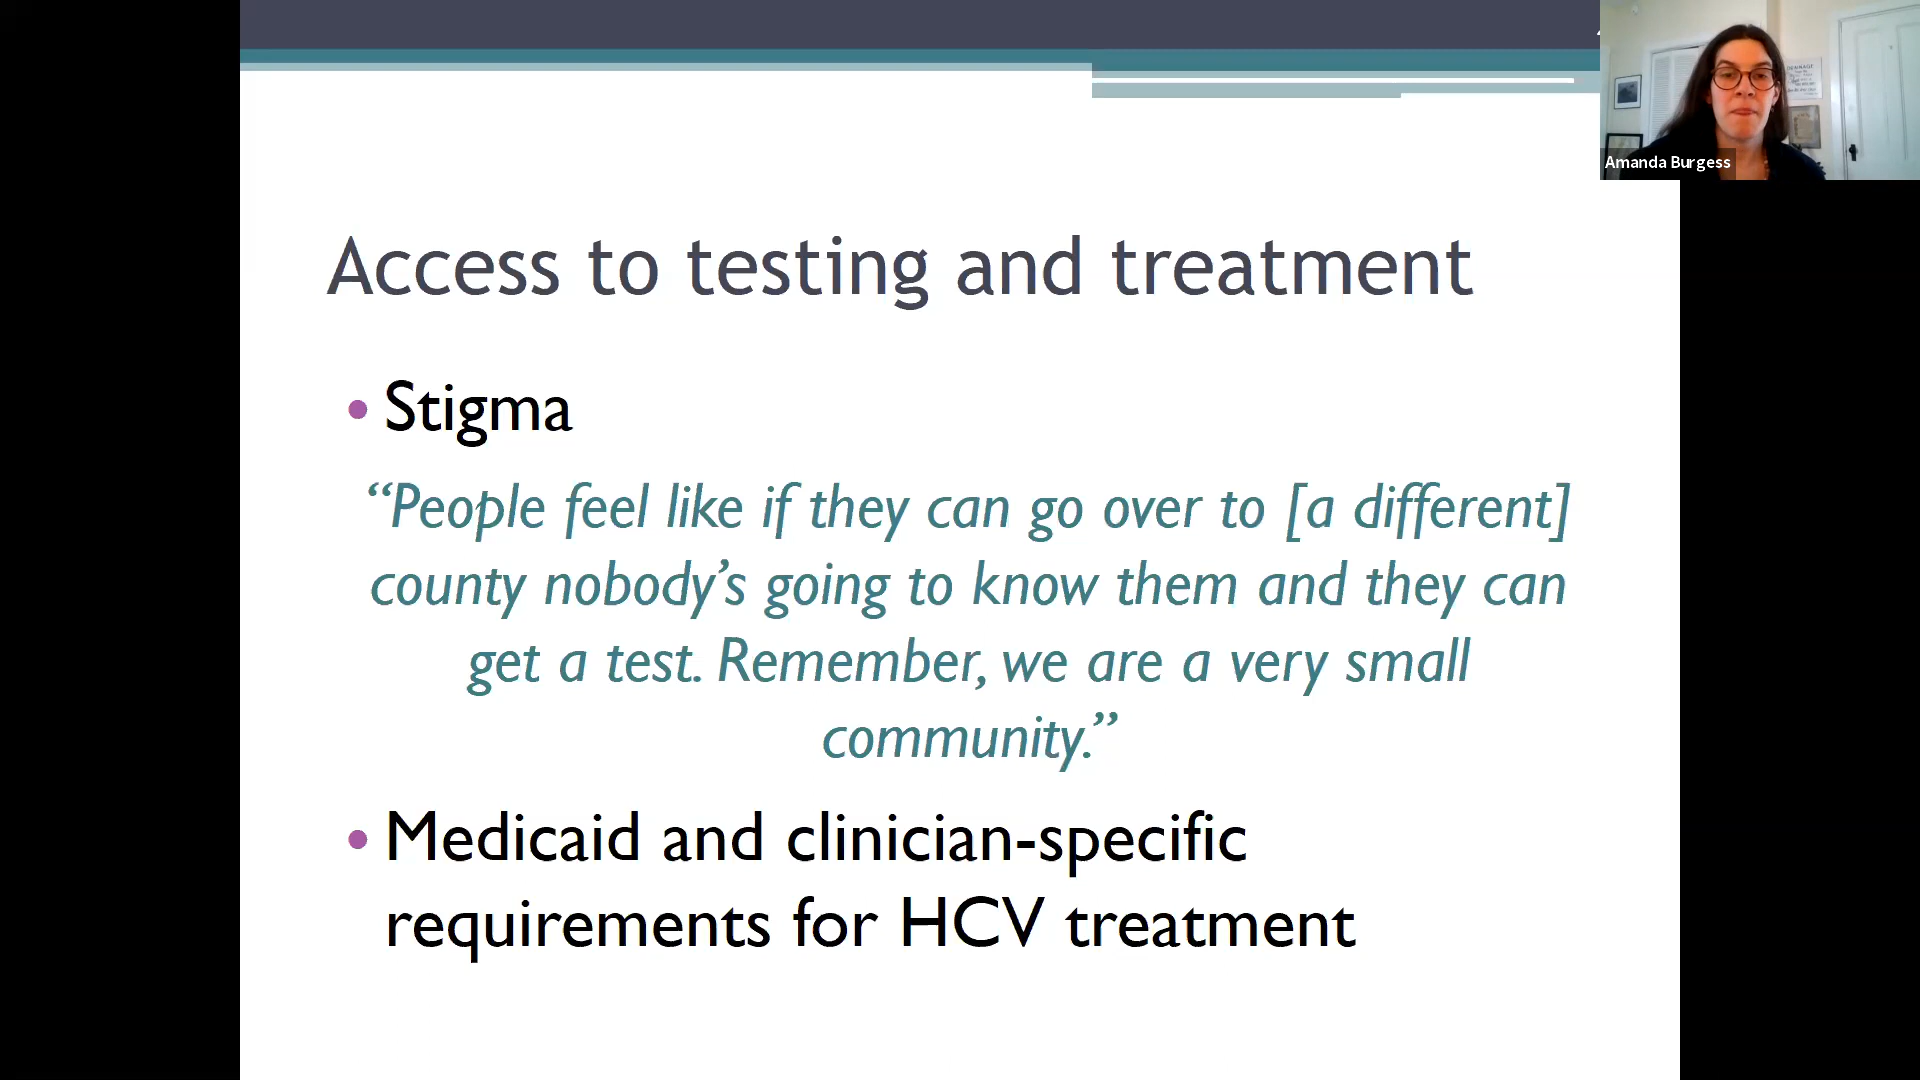 Access to testing and treatment
• Stigma
“People feel like if they can go over to [a different]
county nobody’s going to know them and they can
get a test. Remember, we are a very small
community.”
• Medicaid and clinician-specific
requirements for HCV treatment
Amanda Burgess